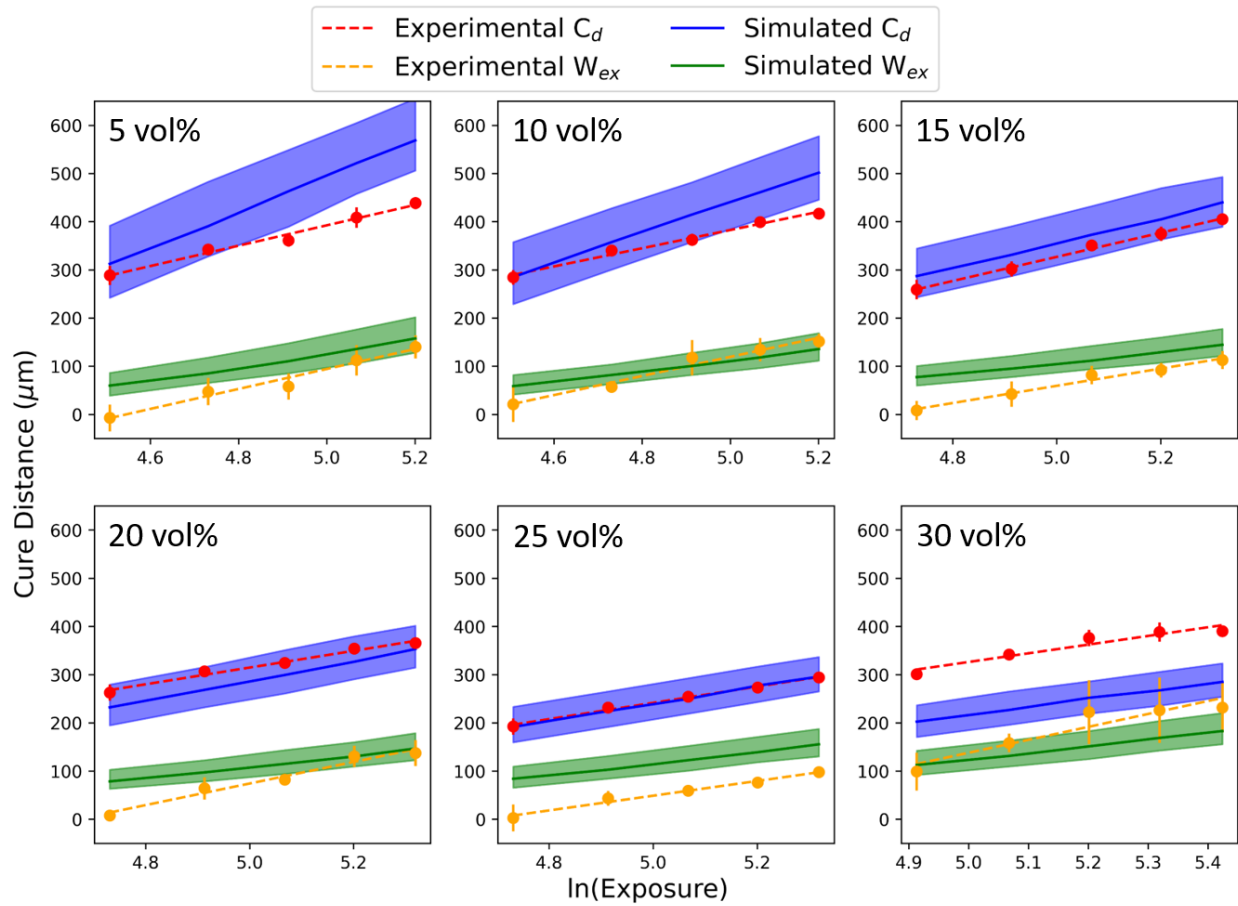 Experimental C_d Simulated C_d
Experimental W_ex Simulated W_ex
5 vol% 10 vol% 15 vol%
600
500
400
300
200
100
0
4.6 4.8 5.0 5.2 4.6 4.8 5.0 5.2 4.8 5.0 5.2
Cure Distance (μm)
20 vol% 25 vol% 30 vol%
600
500
400
300
200
100
0
4.8 5.0 5.2 4.8 5.0 5.2 4.9 5.0 5.1 5.2 5.3 5.4
ln(Exposure)